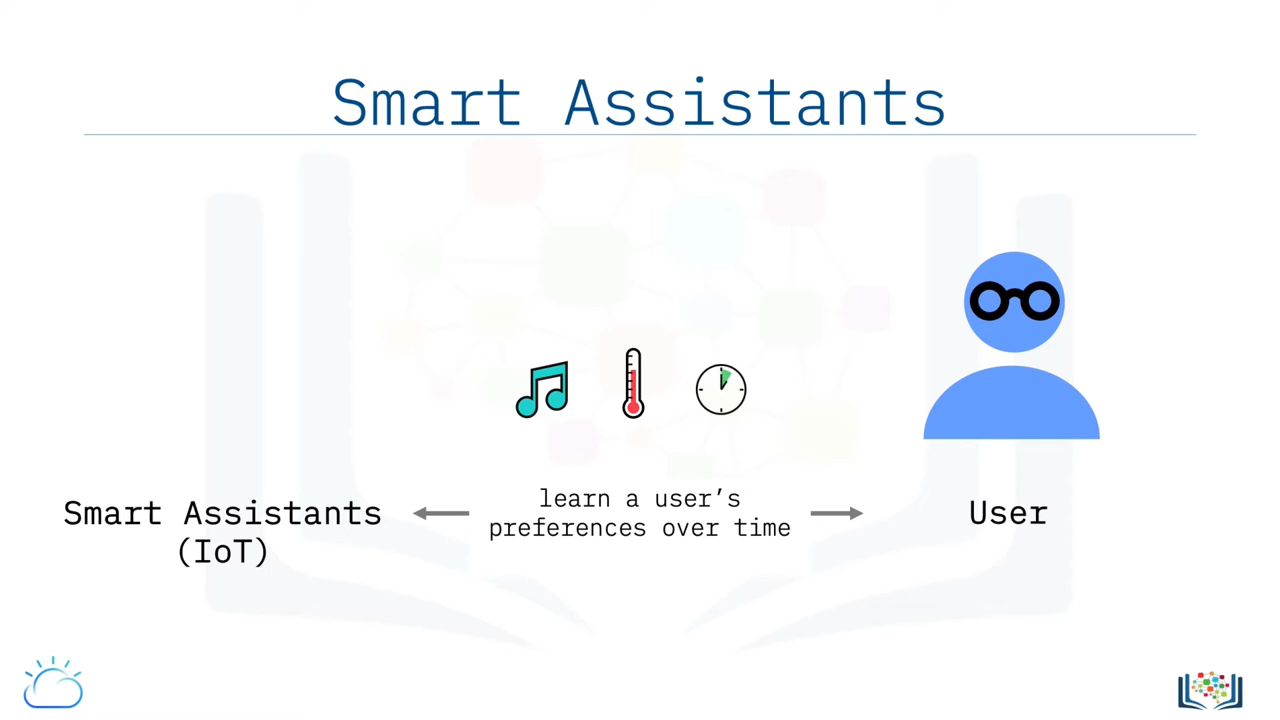 Smart Assistants
learn a user’s
preferences over time
Smart Assistants
(IoT)
User